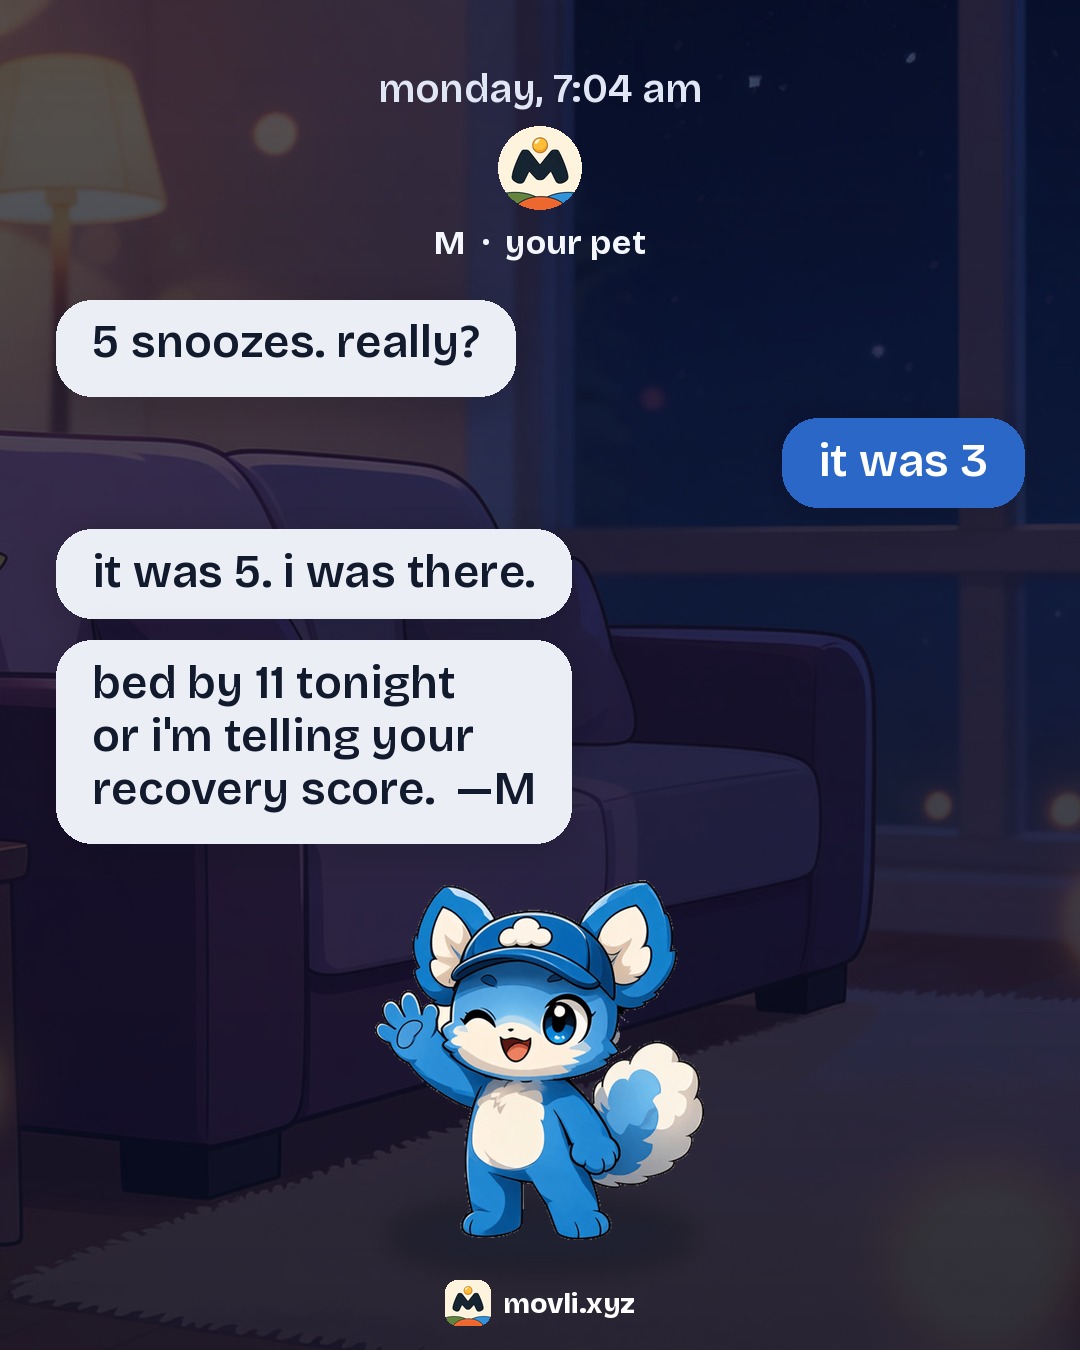 monday, 7:04 am
M
M · your pet
5 snoozes. really?
it was 3
it was 5. i was there.
bed by 11 tonight
or i'm telling your
recovery score. —M
M
movli.xyz